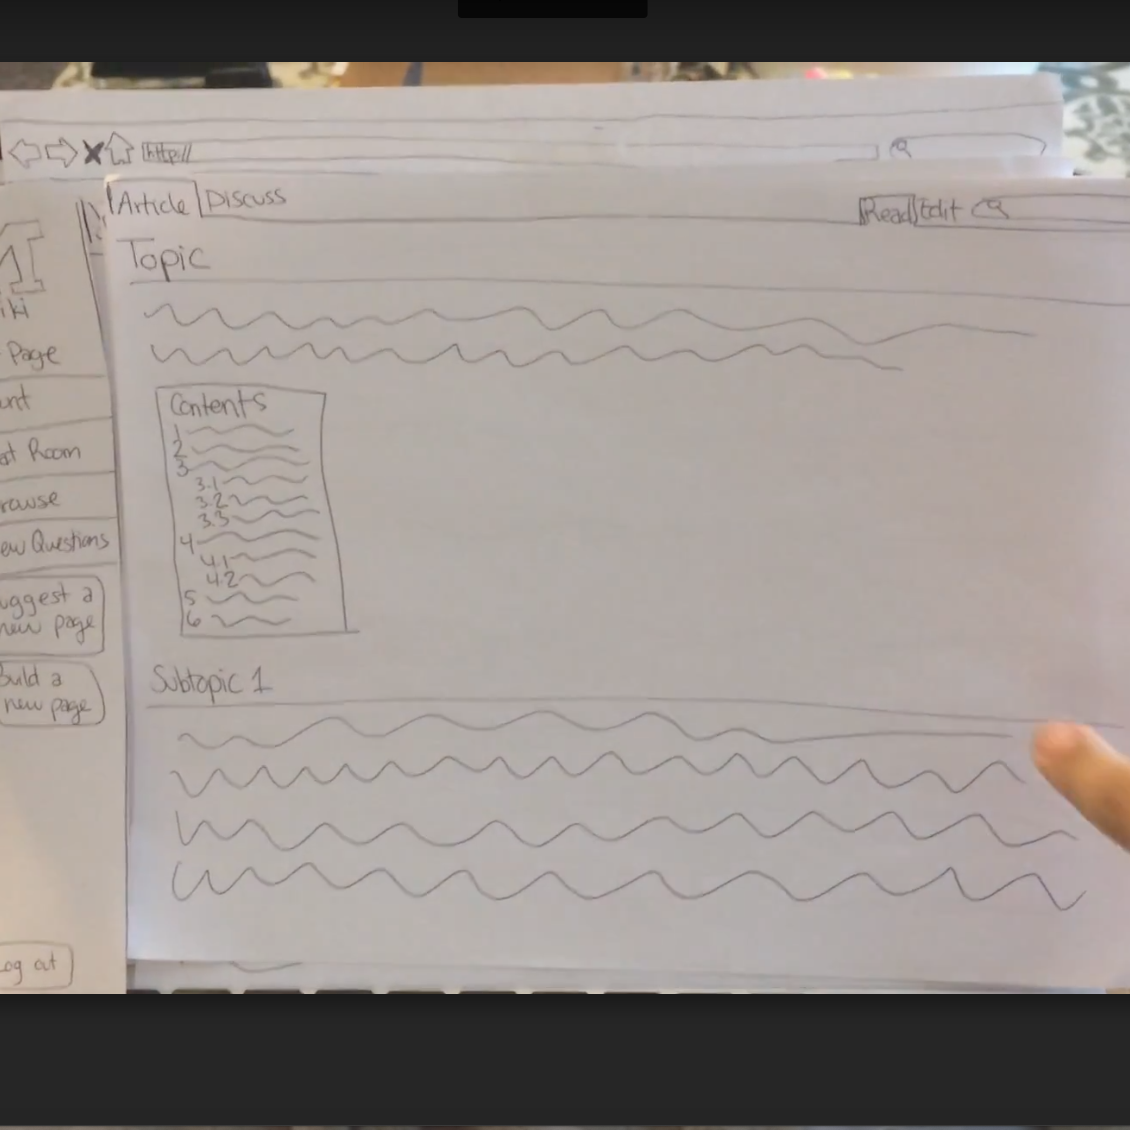 http://
Article Discuss
Read Edit
Topic
iki
Page
unt
at Room
rowse
ew Questions
uggest a
new page
Build a
new page
Log out
Contents
1
2
3
3.1
3.2
3.3
4
4.1
4.2
5
6
Subtopic 1